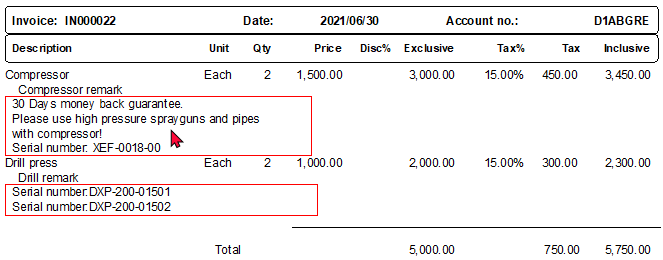 Invoice: IN000022 Date: 2021/06/30 Account no.: D1ABGRE
Description Unit Qty Price Disc% Exclusive Tax% Tax Inclusive
Compressor Each 2 1,500.00 3,000.00 15.00% 450.00 3,450.00
Compressor remark
30 Days money back guarantee.
Please use high pressure sprayguns and pipes
with compressor!
Serial number: XEF-0018-00
Drill press Each 2 1,000.00 2,000.00 15.00% 300.00 2,300.00
Drill remark
Serial number:DXP-200-01501
Serial number:DXP-200-01502
Total 5,000.00 750.00 5,750.00